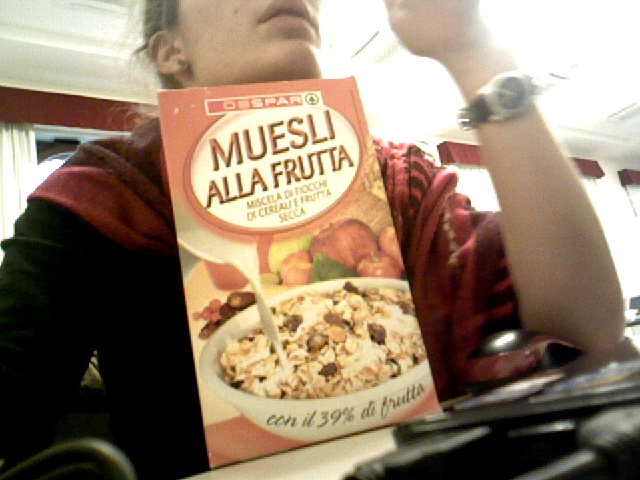 DESPAR
MUESLI
ALLA FRUTTA
MISCELA DI FIOCCHI
DI CEREALI E FRUTTA
SECCA
con il 39% di frutta